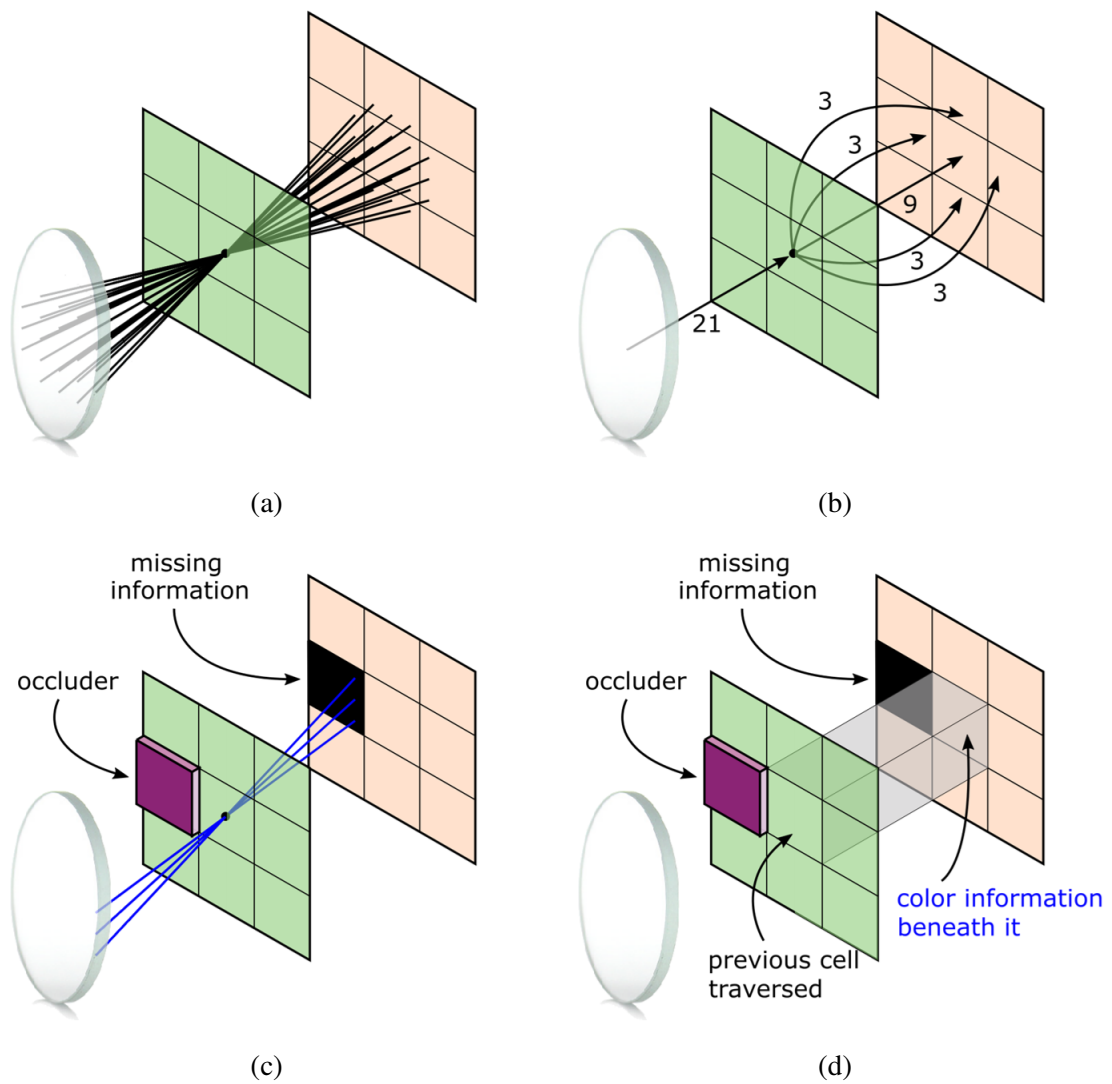 3
3
9
3
3
21
(a)
(b)
missing
information
occluder
(c)
missing
information
occluder
color information
beneath it
previous cell
traversed
(d)